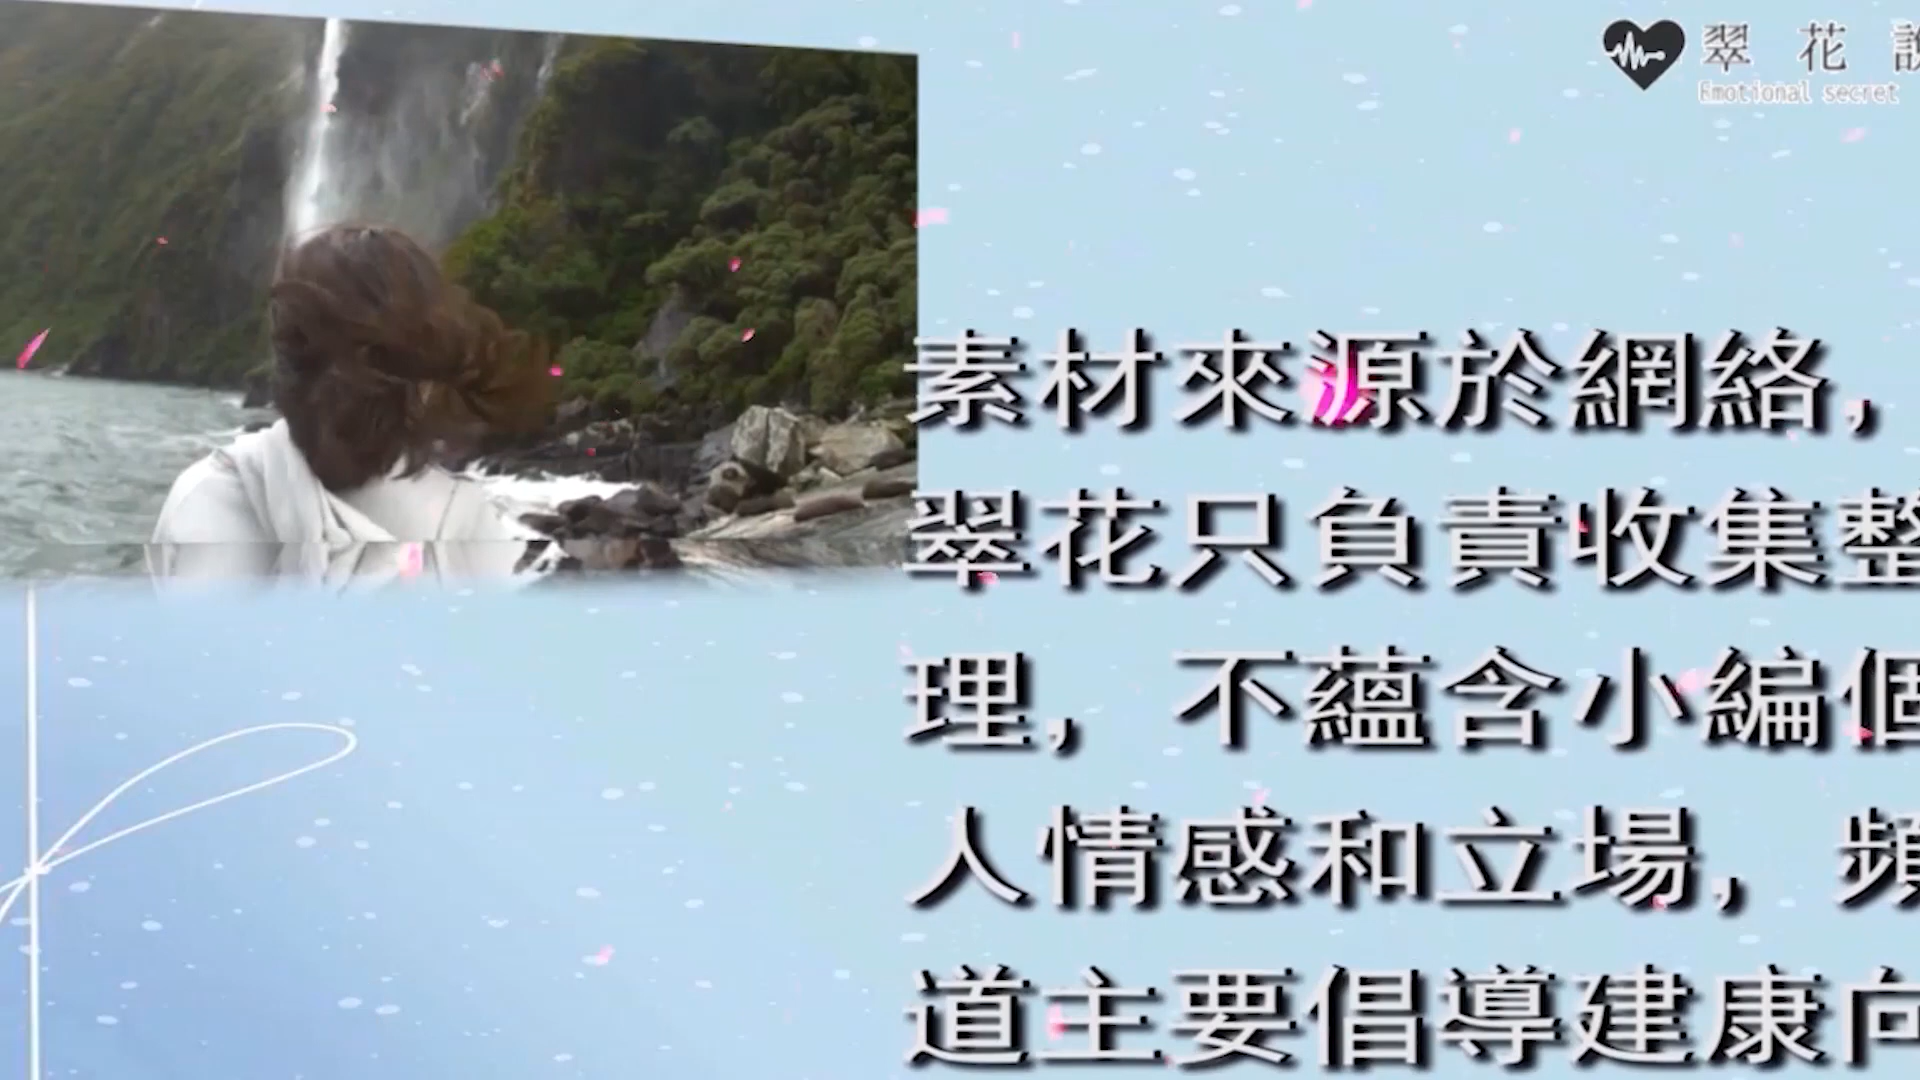 翠花說
Emotional secret
素材來源於網絡，
翠花只負責收集整
理，不蘊含小編個
人情感和立場，頻
道主要倡導建康向